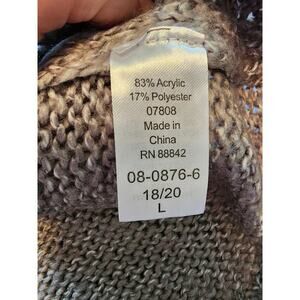 83% Acrylic
17% Polyester
07808
Made in
China
RN 88842
08-0876-6
18/20
L